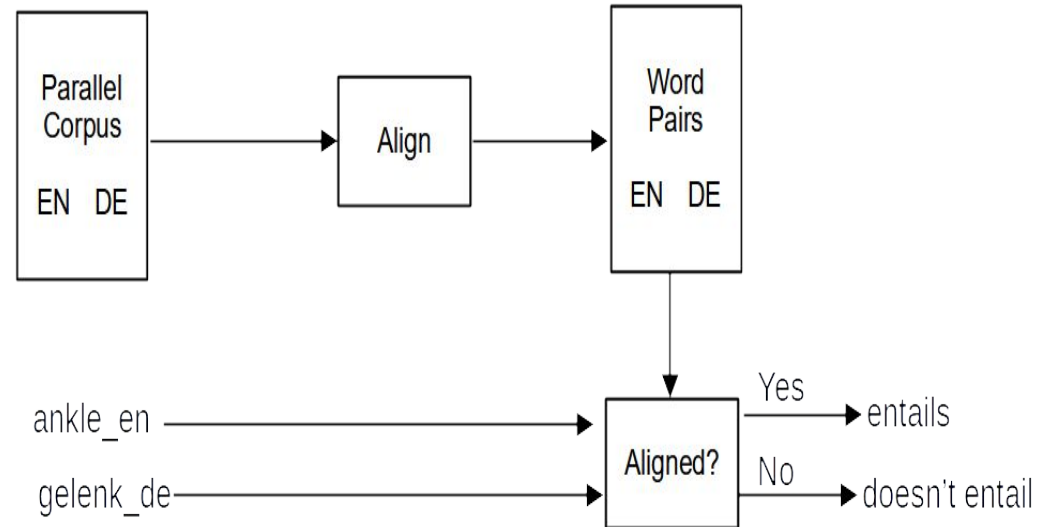 Parallel
Corpus
EN DE
Align
Word
Pairs
EN DE
ankle_en
gelenk_de
Aligned?
Yes
entails
No
doesn't entail